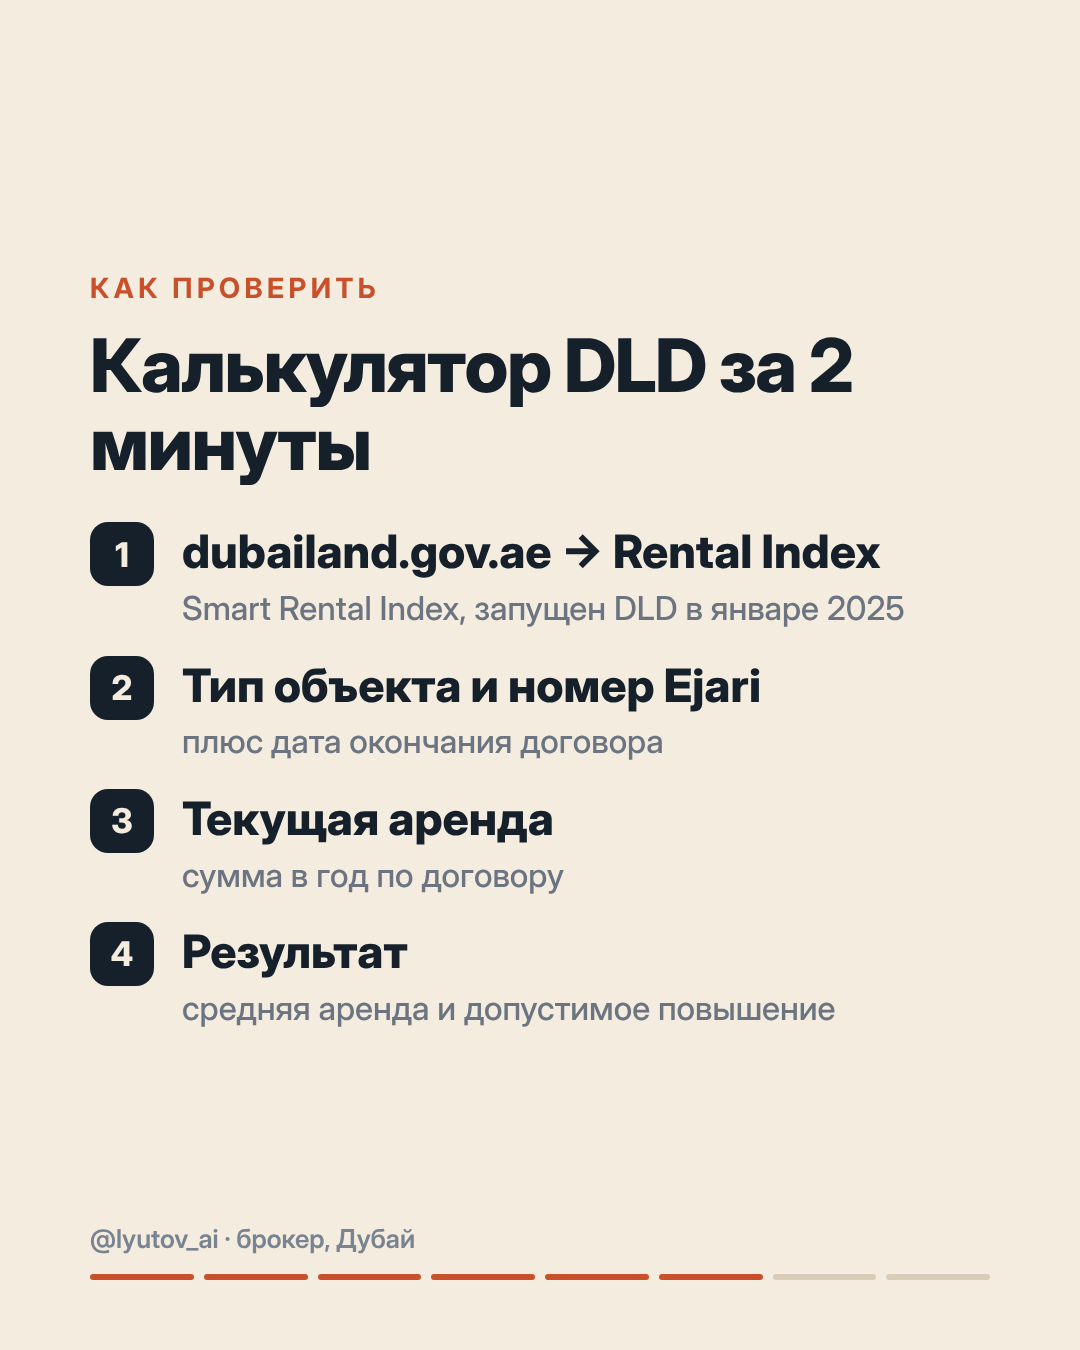 КАК ПРОВЕРИТЬ
Калькулятор DLD за 2
минуты
1 dubailand.gov.ae → Rental Index
Smart Rental Index, запущен DLD в январе 2025
2 Тип объекта и номер Ejari
плюс дата окончания договора
3 Текущая аренда
сумма в год по договору
4 Результат
средняя аренда и допустимое повышение
@lyutov_ai · брокер, Дубай